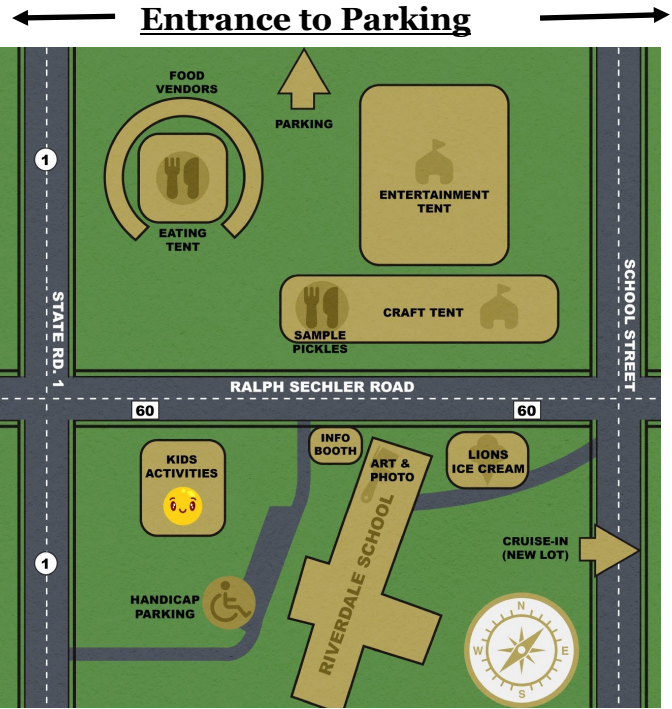 Entrance to Parking
FOOD
VENDORS
PARKING
1
ENTERTAINMENT
TENT
EATING
TENT
STATE RD. 1
SCHOOL STREET
CRAFT TENT
SAMPLE
PICKLES
RALPH SECHLER ROAD
60
60
INFO
BOOTH
KIDS
ACTIVITIES
ART &
PHOTO
LIONS
ICE CREAM
RIVERDALE SCHOOL
CRUISE-IN
(NEW LOT)
1
HANDICAP
PARKING
N
W
E
S